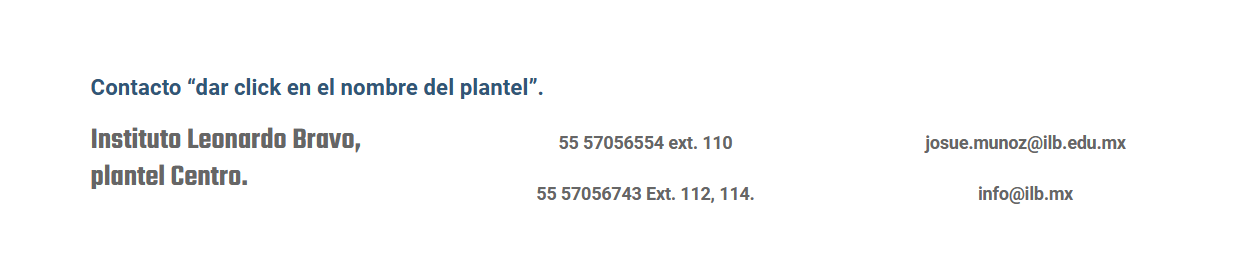 Contacto “dar click en el nombre del plantel”.
Instituto Leonardo Bravo,
plantel Centro.
55 57056554 ext. 110
josue.munoz@ilb.edu.mx
55 57056743 Ext. 112, 114.
info@ilb.mx